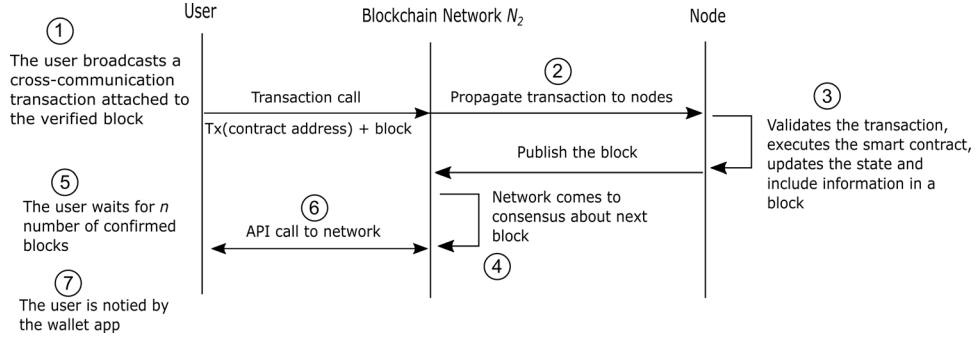 User
Blockchain Network N2
Node
1
The user broadcasts a
cross-communication
transaction attached to
the verified block
Transaction call
Tx(contract address) + block
2
Propagate transaction to nodes
3
Validates the transaction,
executes the smart contract,
updates the state and
include information in a
block
Publish the block
Network comes to
consensus about next
block
4
5
The user waits for n
number of confirmed
blocks
6
API call to network
7
The user is notied by
the wallet app